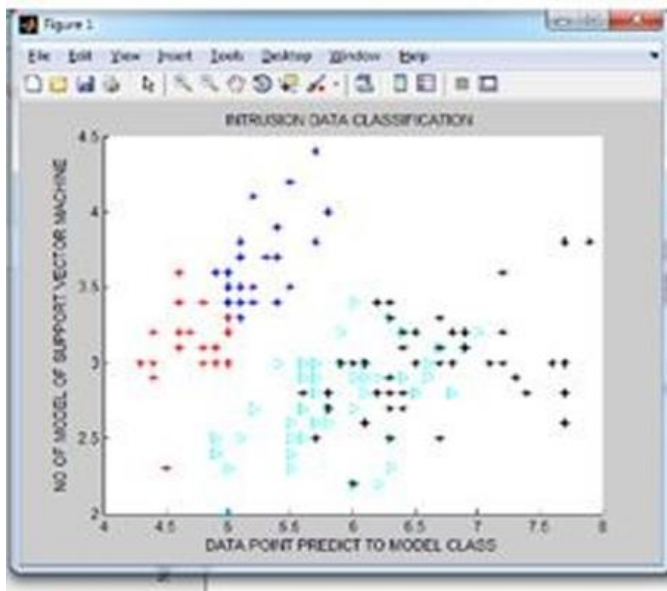 Figure 1
File Edit View Insert Tools Desktop Window Help
INTRUSION DATA CLASSIFICATION
NO OF MODEL OF SUPPORT VECTOR MACHINE
4.5
4
3.5
3
2.5
2
4 4.5 5 5.5 6 6.5 7 7.5 8
DATA POINT PREDICT TO MODEL CLASS